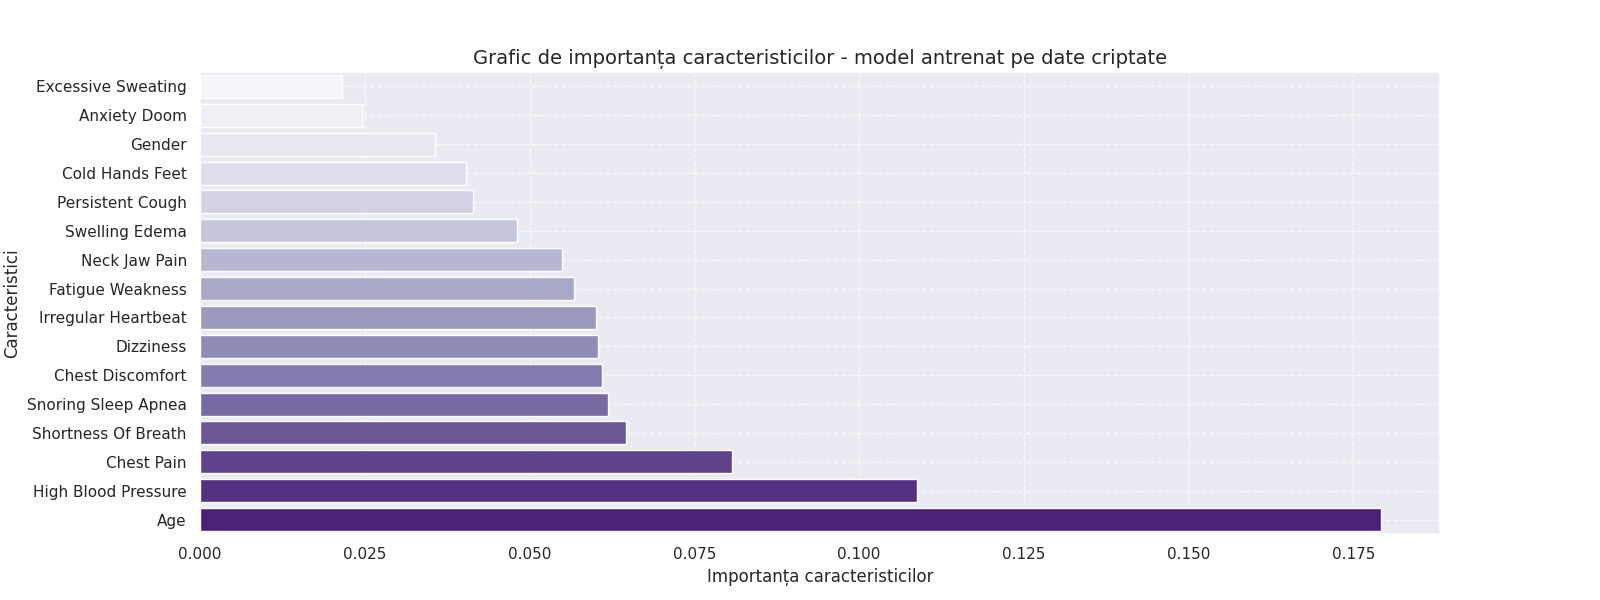 Grafic de importanța caracteristicilor - model antrenat pe date criptate
Caracteristici
Excessive Sweating
Anxiety Doom
Gender
Cold Hands Feet
Persistent Cough
Swelling Edema
Neck Jaw Pain
Fatigue Weakness
Irregular Heartbeat
Dizziness
Chest Discomfort
Snoring Sleep Apnea
Shortness Of Breath
Chest Pain
High Blood Pressure
Age
0.000 0.025 0.050 0.075 0.100 0.125 0.150 0.175
Importanța caracteristicilor